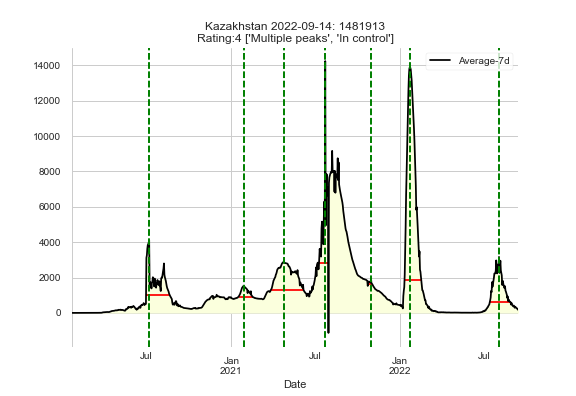 Kazakhstan 2022-09-14: 1481913
Rating:4 ['Multiple peaks', 'In control']
Average-7d
14000
12000
10000
8000
6000
4000
2000
0
Jul
Jan
2021
Jul
Jan
2022
Jul
Date